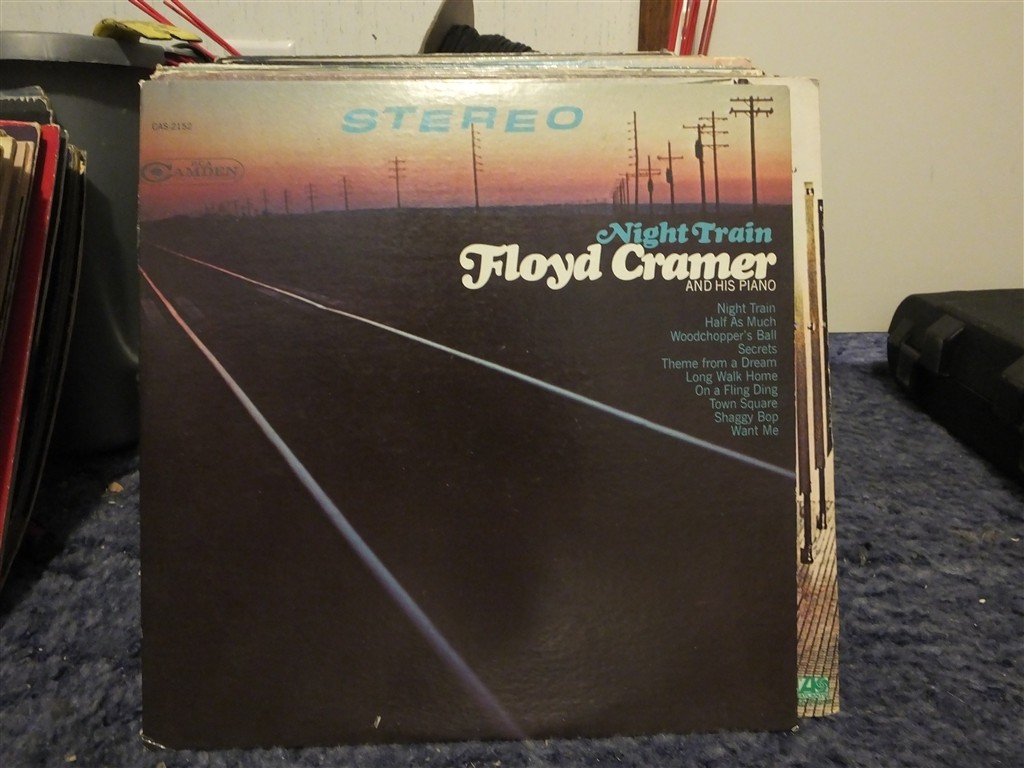 STEREO
CAS-2152
RCA
CAMDEN
Night Train
Floyd Cramer
AND HIS PIANO
Night Train
Half As Much
Woodchopper's Ball
Secrets
Theme from a Dream
Long Walk Home
On a Fling Ding
Town Square
Shaggy Bop
Want Me